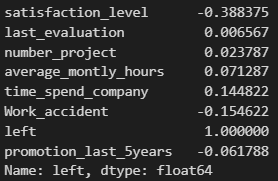 satisfaction_level -0.388375
last_evaluation 0.006567
number_project 0.023787
average_montly_hours 0.071287
time_spend_company 0.144822
Work_accident -0.154622
left 1.000000
promotion_last_5years -0.061788
Name: left, dtype: float64